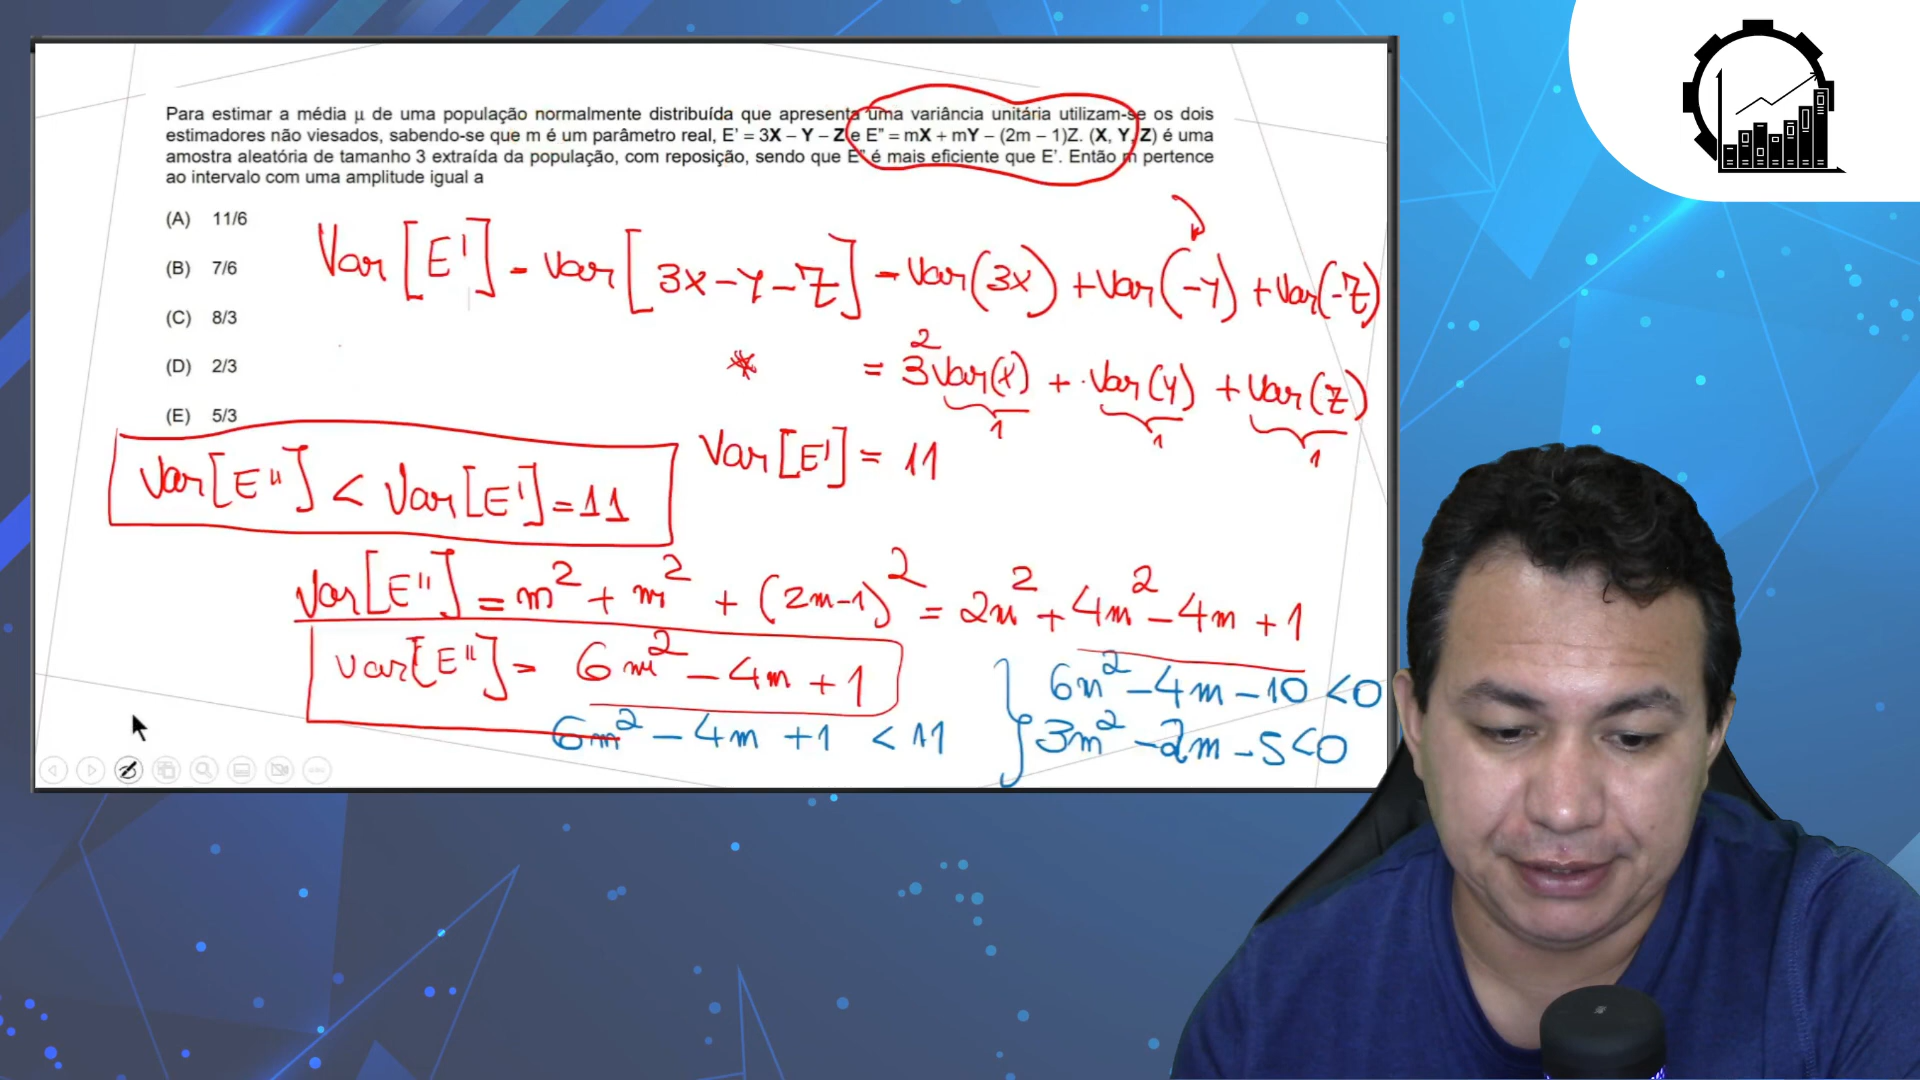 Para estimar a média μ de uma população normalmente distribuída que apresenta uma variância unitária utilizam-se os dois
estimadores não viesados, sabendo-se que m é um parâmetro real, E' = 3X – Y – Z e E" = mX + mY – (2m – 1)Z. (X, Y, Z) é uma
amostra aleatória de tamanho 3 extraída da população, com reposição, sendo que E" é mais eficiente que E'. Então m pertence
ao intervalo com uma amplitude igual a
(A) 11/6
(B) 7/6
(C) 8/3
(D) 2/3
(E) 5/3
Var[E'] = Var[3X - Y - Z] = Var(3X) + Var(-Y) + Var(-Z)
* = 3² Var(X) + Var(Y) + Var(Z)
1 1 1
Var[E'] = 11
Var[E''] < Var[E'] = 11
Var[E''] = m² + m² + (2m-1)² = 2m² + 4m² - 4m + 1
Var[E''] = 6m² - 4m + 1
6m² - 4m + 1 < 11
6m² - 4m - 10 < 0
3m² - 2m - 5 < 0